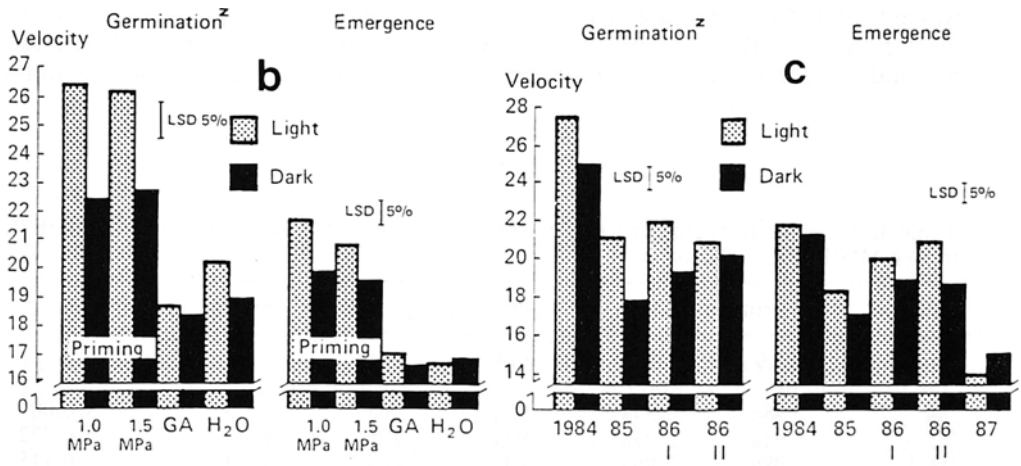 Germination z
Emergence
Velocity
b
27
26
25
24
23
22
21
20
19
18
17
16
0
LSD 5%
Light
Dark
LSD 5%
Priming
Priming
1.0 MPa
1.5 MPa
GA
H2O
1.0 MPa
1.5 MPa
GA
H2O
Germination z
Emergence
Velocity
c
28
26
24
22
20
18
16
14
0
LSD 5%
Light
Dark
LSD 5%
1984 85 86 86
I II
1984 85 86 86 87
I II